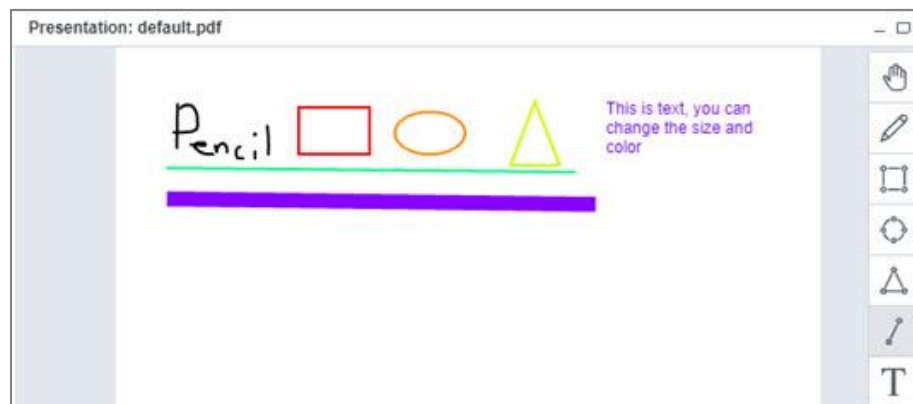 Presentation: default.pdf
Pencil
This is text, you can
change the size and
color
T